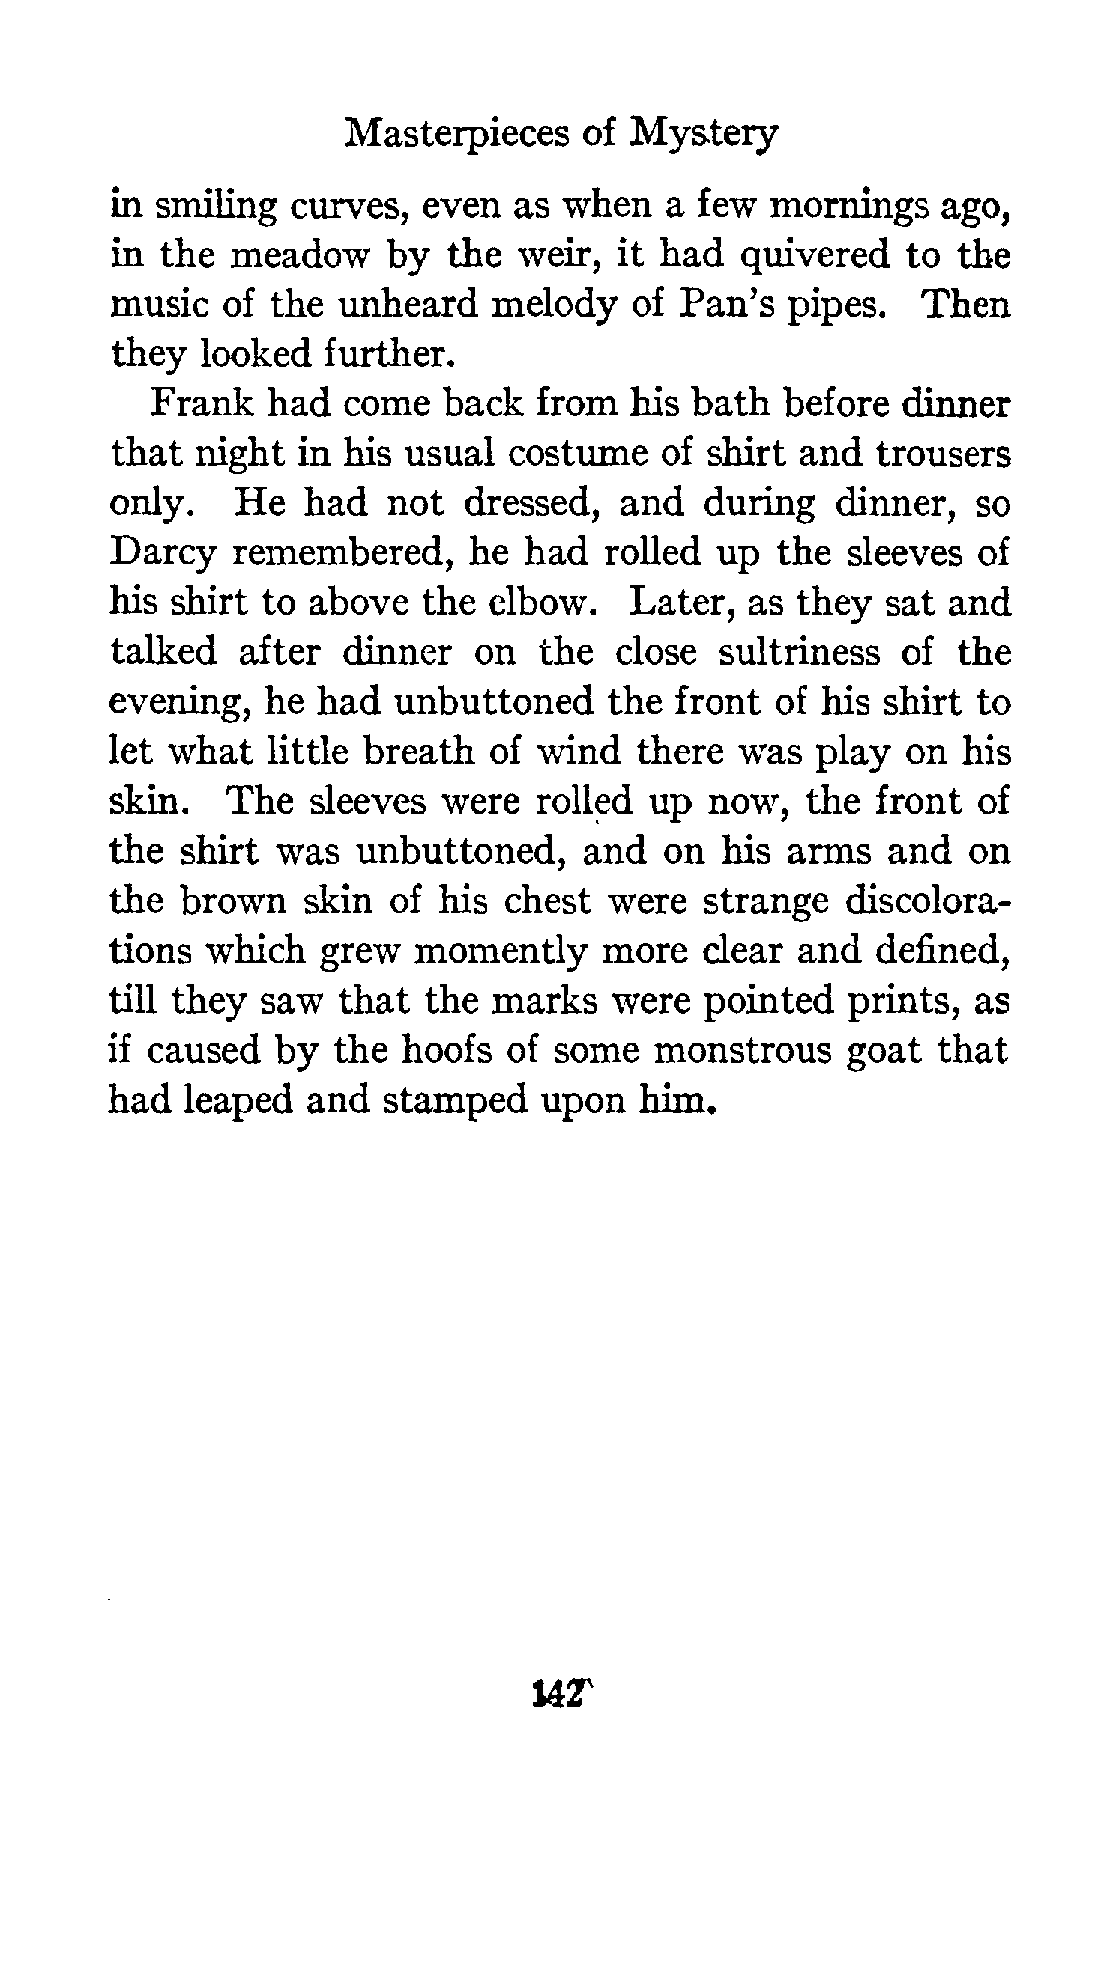 Masterpieces of Mystery
in smiling curves, even as when a few mornings ago,
in the meadow by the weir, it had quivered to the
music of the unheard melody of Pan's pipes. Then
they looked further.
Frank had come back from his bath before dinner
that night in his usual costume of shirt and trousers
only. He had not dressed, and during dinner, so
Darcy remembered, he had rolled up the sleeves of
his shirt to above the elbow. Later, as they sat and
talked after dinner on the close sultriness of the
evening, he had unbuttoned the front of his shirt to
let what little breath of wind there was play on his
skin. The sleeves were rolled up now, the front of
the shirt was unbuttoned, and on his arms and on
the brown skin of his chest were strange discolora-
tions which grew momently more clear and defined,
till they saw that the marks were pointed prints, as
if caused by the hoofs of some monstrous goat that
had leaped and stamped upon him.
142